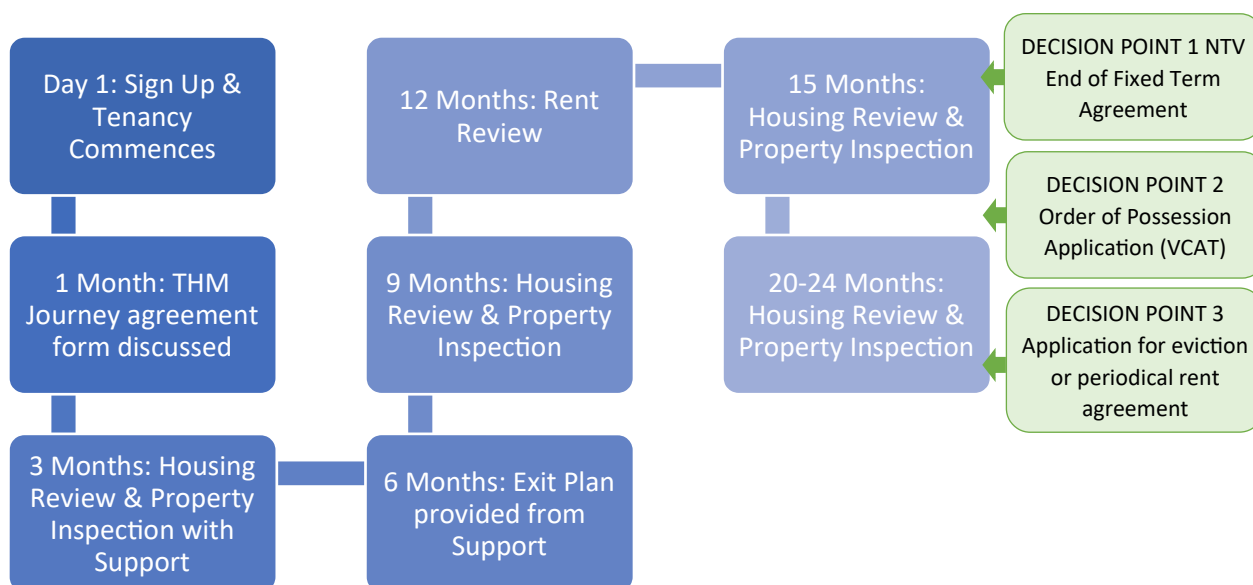 Day 1: Sign Up &
Tenancy
Commences
1 Month: THM
Journey agreement
form discussed
3 Months: Housing
Review & Property
Inspection with
Support
6 Months: Exit Plan
provided from
Support
9 Months: Housing
Review & Property
Inspection
12 Months: Rent
Review
15 Months:
Housing Review &
Property Inspection
20-24 Months:
Housing Review &
Property Inspection
DECISION POINT 1 NTV
End of Fixed Term
Agreement
DECISION POINT 2
Order of Possession
Application (VCAT)
DECISION POINT 3
Application for eviction
or periodical rent
agreement